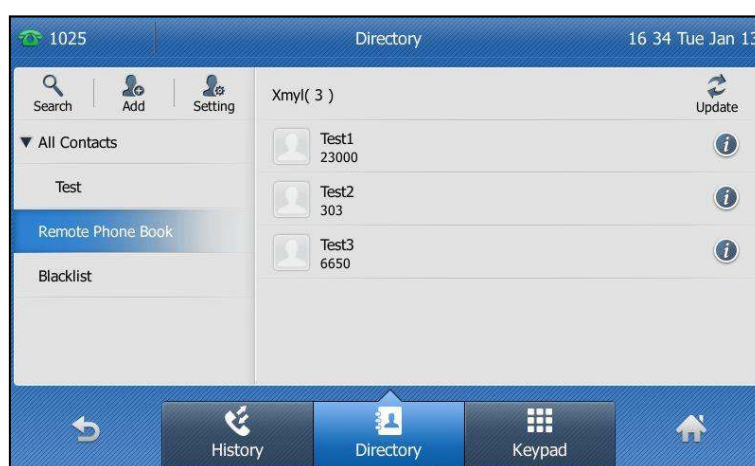 1025
Directory
16 34 Tue Jan 13
Search
Add
Setting
Xmyl( 3 )
Update
All Contacts
Test
Remote Phone Book
Blacklist
Test1
23000
Test2
303
Test3
6650
History
Directory
Keypad